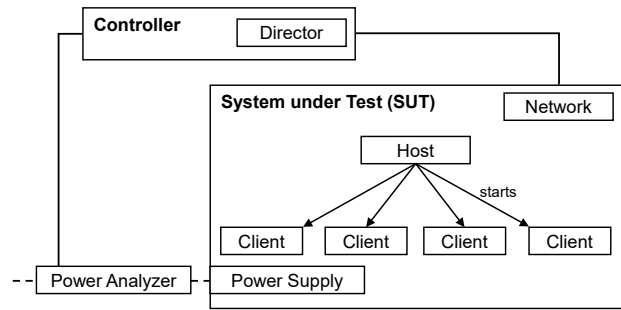 Controller
Director
System under Test (SUT)
Network
Host
starts
Client
Client
Client
Client
Power Analyzer
Power Supply